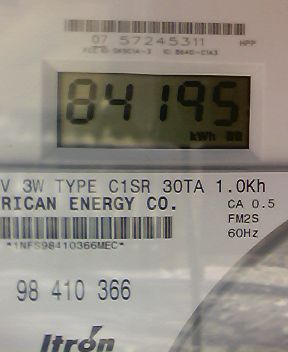 07 57245311 HPP
84195
kWh
V 3W TYPE C1SR 30TA 1.0Kh
RICAN ENERGY CO. CA 0.5
FM2S
*1NFS98410366MEC* 60Hz
98 410 366
Itron